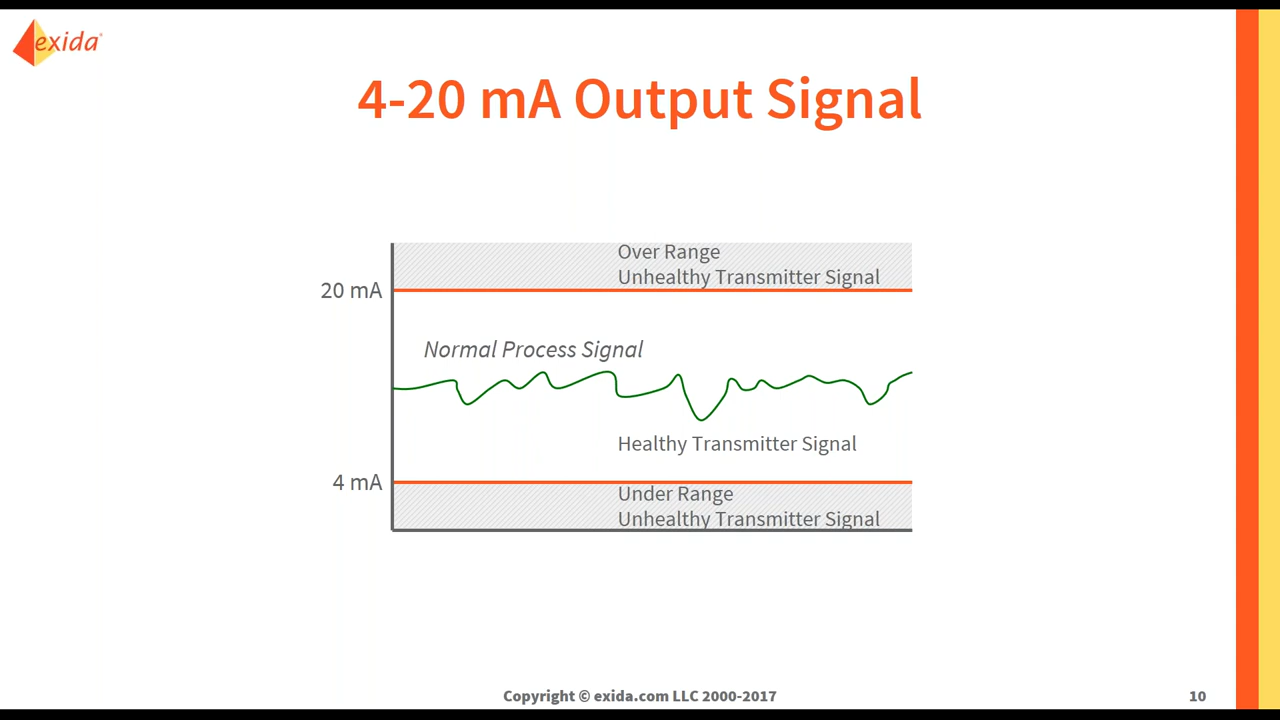 exida
4-20 mA Output Signal
Over Range
Unhealthy Transmitter Signal
20 mA
Normal Process Signal
Healthy Transmitter Signal
4 mA
Under Range
Unhealthy Transmitter Signal
Copyright © exida.com LLC 2000-2017
10